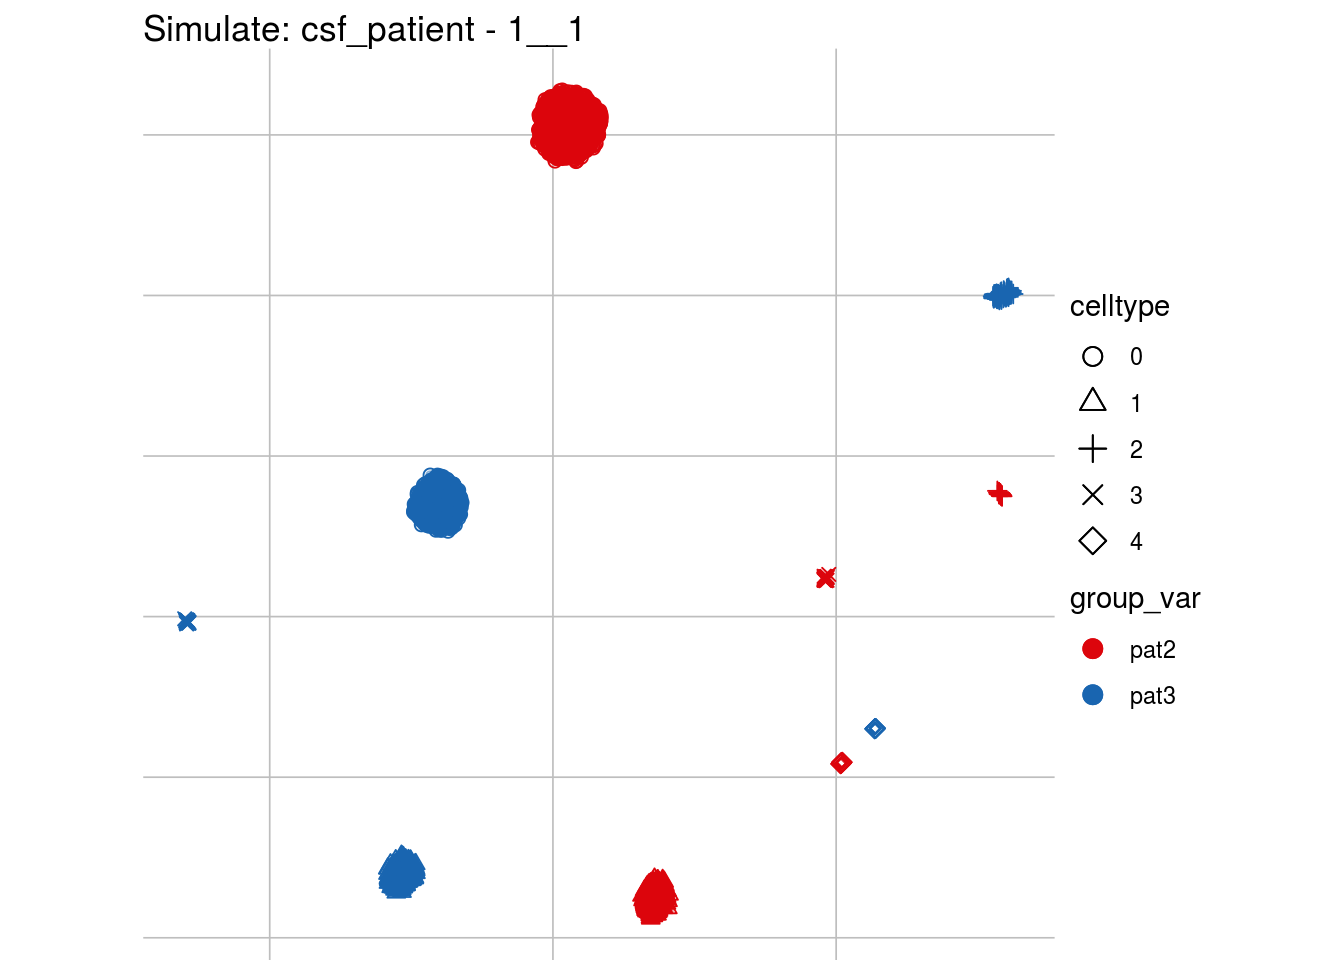 Simulate: csf_patient - 1__1
celltype
0
1
2
3
4
group_var
pat2
pat3